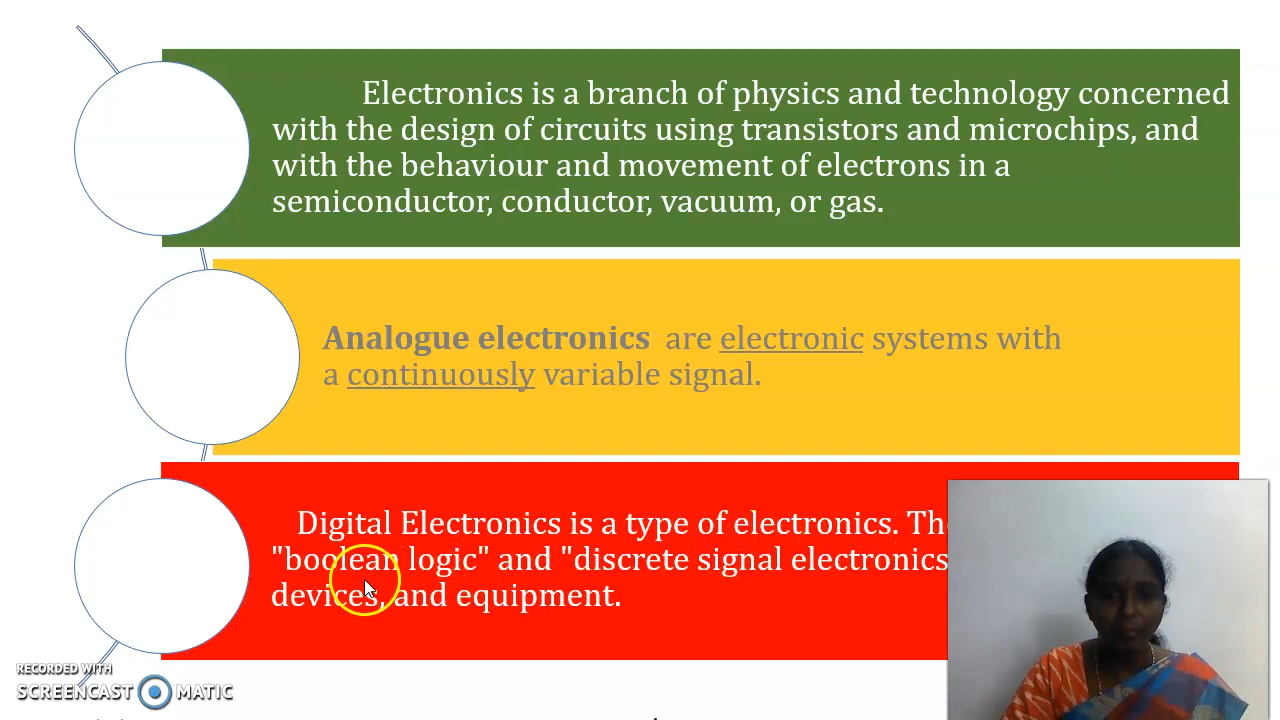 Electronics is a branch of physics and technology concerned
with the design of circuits using transistors and microchips, and
with the behaviour and movement of electrons in a
semiconductor, conductor, vacuum, or gas.
Analogue electronics are electronic systems with
a continuously variable signal.
Digital Electronics is a type of electronics.
"boolean logic" and "discrete signal electronics
devices, and equipment.
RECORDED WITH
SCREENCAST MATIC